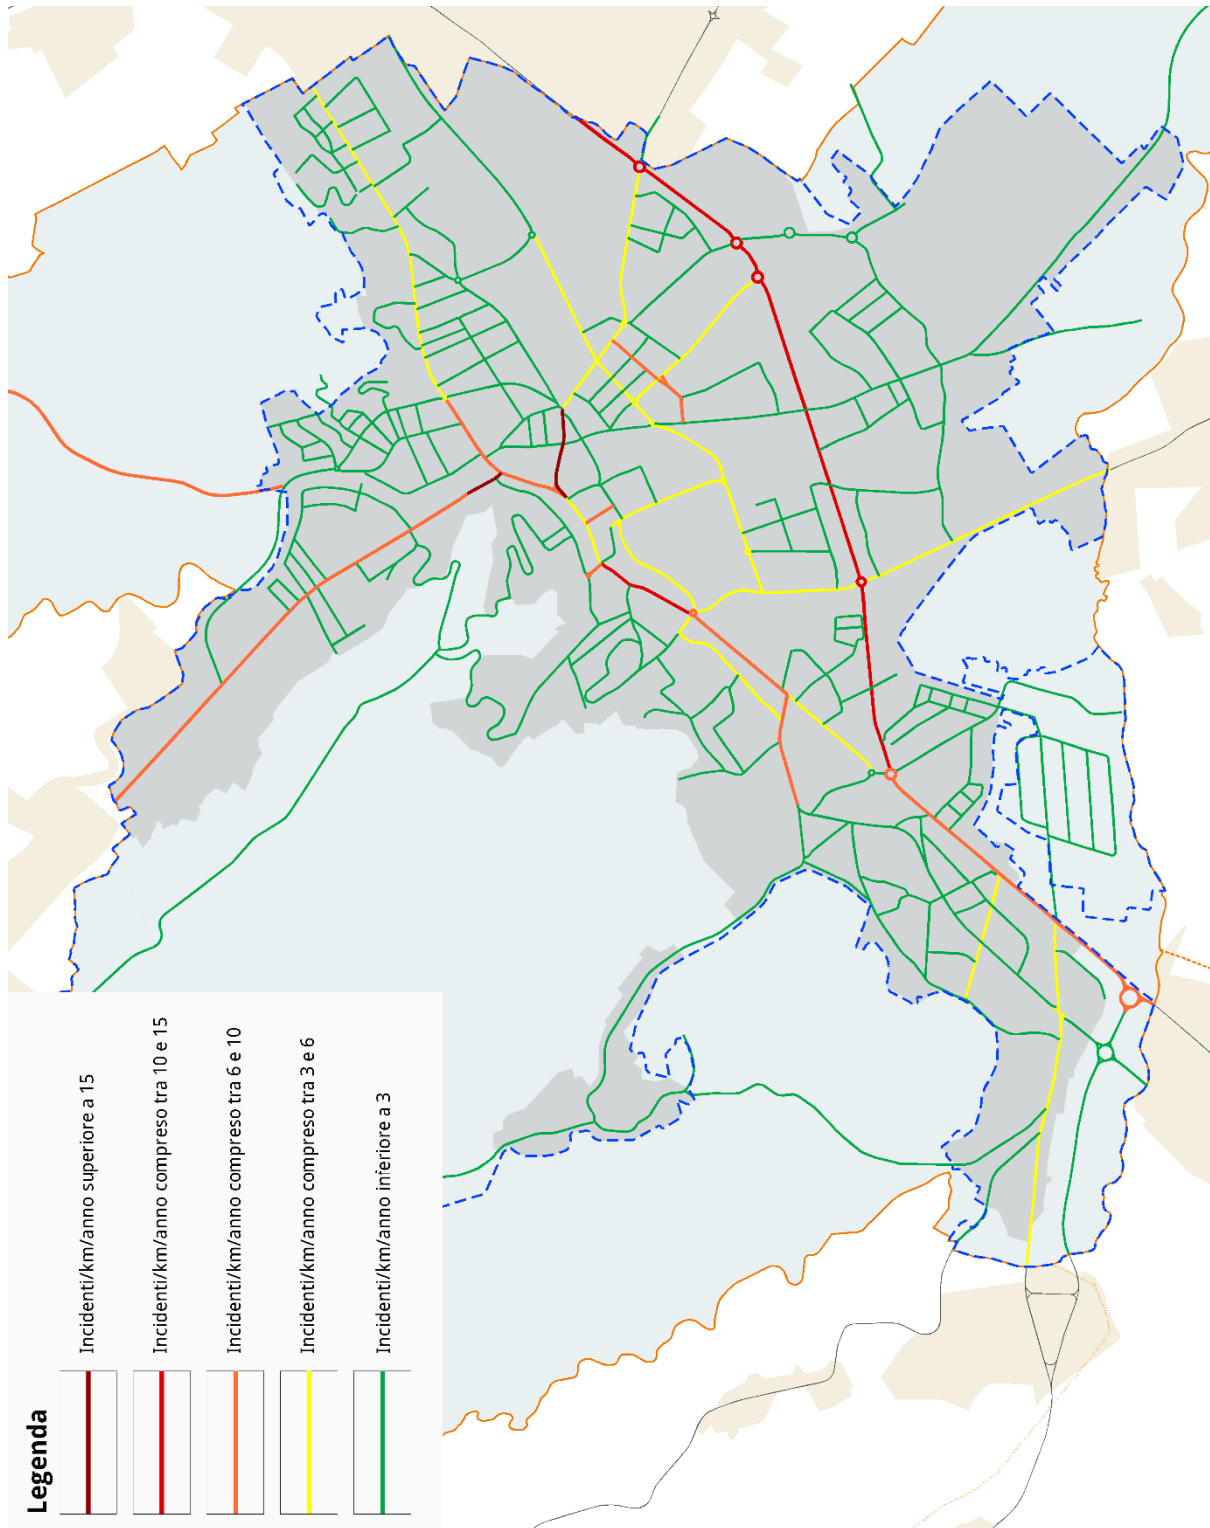 Legenda
Incidenti/km/anno superiore a 15
Incidenti/km/anno compreso tra 10 e 15
Incidenti/km/anno compreso tra 6 e 10
Incidenti/km/anno compreso tra 3 e 6
Incidenti/km/anno inferiore a 3